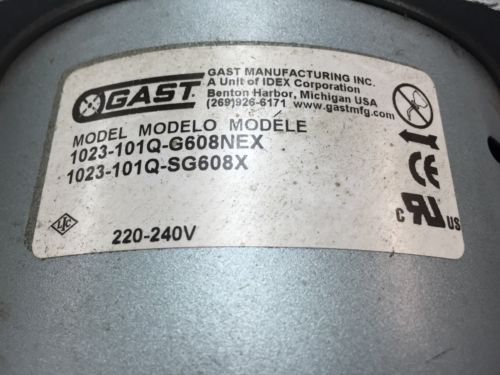 GAST
GAST MANUFACTURING INC.
A Unit of IDEX Corporation
Benton Harbor, Michigan USA
(269)926-6171 www.gastmfg.com
MODEL MODELO MODÈLE
1023-101Q-G608NEX
1023-101Q-SG608X
220-240V
C RU US